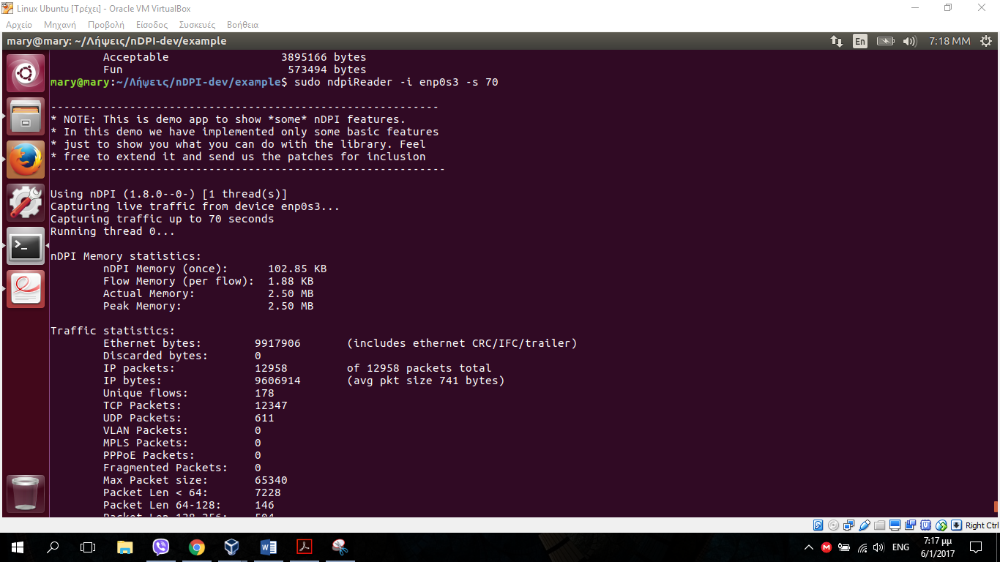 Linux Ubuntu [Τρέχει] - Oracle VM VirtualBox
Αρχείο Μηχανή Προβολή Είσοδος Συσκευές Βοήθεια
mary@mary: ~/Λήψεις/nDPI-dev/example En 7:18 ΜΜ
Acceptable 3895166 bytes
Fun 573494 bytes
mary@mary:~/Λήψεις/nDPI-dev/example$ sudo ndpiReader -i enp0s3 -s 70
-----------------------------------------------------------
* NOTE: This is demo app to show *some* nDPI features.
* In this demo we have implemented only some basic features
* just to show you what you can do with the library. Feel
* free to extend it and send us the patches for inclusion
------------------------------------------------------------
Using nDPI (1.8.0--0-) [1 thread(s)]
Capturing live traffic from device enp0s3...
Capturing traffic up to 70 seconds
Running thread 0...
nDPI Memory statistics:
nDPI Memory (once): 102.85 KB
Flow Memory (per flow): 1.88 KB
Actual Memory: 2.50 MB
Peak Memory: 2.50 MB
Traffic statistics:
Ethernet bytes: 9917906 (includes ethernet CRC/IFC/trailer)
Discarded bytes: 0
IP packets: 12958 of 12958 packets total
IP bytes: 9606914 (avg pkt size 741 bytes)
Unique flows: 178
TCP Packets: 12347
UDP Packets: 611
VLAN Packets: 0
MPLS Packets: 0
PPPoE Packets: 0
Fragmented Packets: 0
Max Packet size: 65340
Packet Len < 64: 7228
Packet Len 64-128: 146
Packet Len 128-256: 504
Right Ctrl
ENG 7:17 μμ
6/1/2017